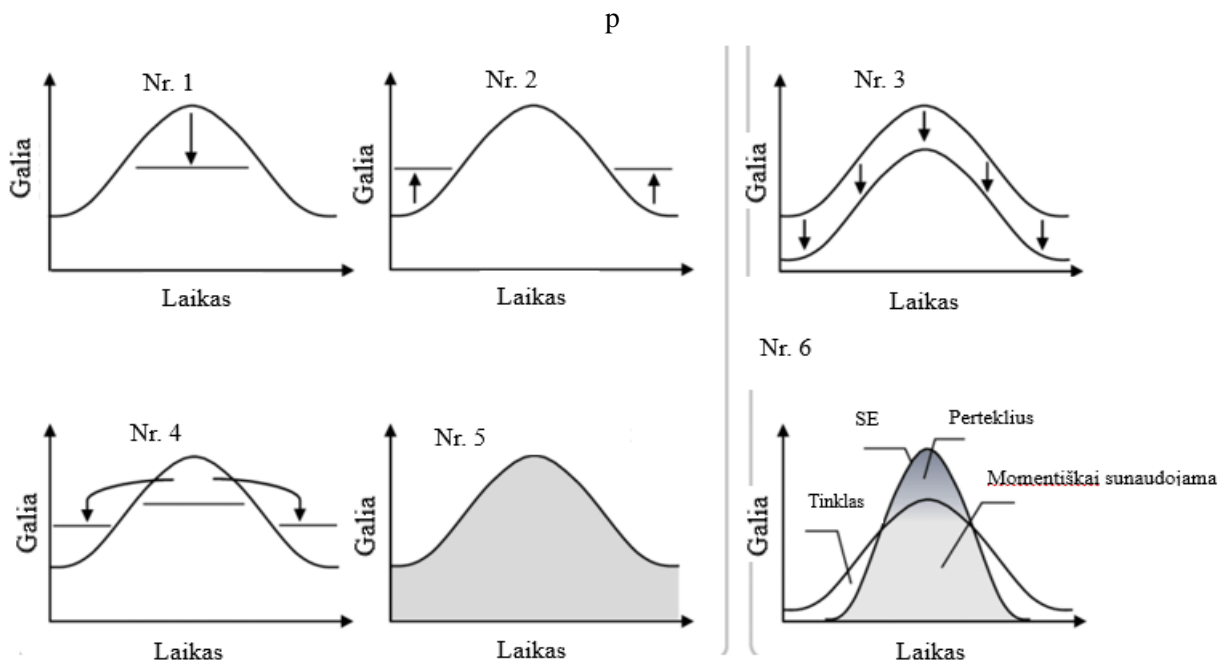 p
Nr. 1
Galia
Laikas
Nr. 2
Galia
Laikas
Nr. 3
Galia
Laikas
Nr. 4
Galia
Laikas
Nr. 5
Galia
Laikas
Nr. 6
SE
Perteklius
Momentiškai sunaudojama
Tinklas
Galia
Laikas